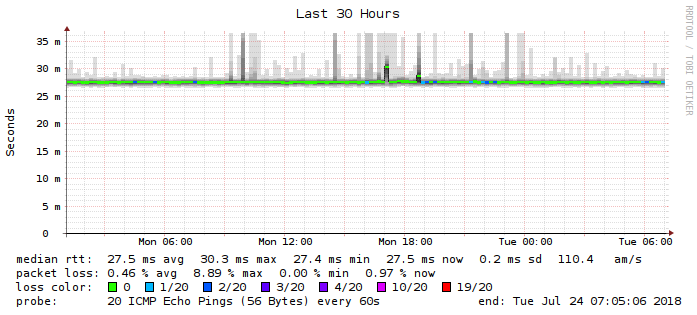 Last 30 Hours
RRDTOOL / TOBI OETIKER
Seconds
35 m
30 m
25 m
20 m
15 m
10 m
5 m
0
Mon 06:00 Mon 12:00 Mon 18:00 Tue 00:00 Tue 06:00
median rtt: 27.5 ms avg 30.3 ms max 27.4 ms min 27.5 ms now 0.2 ms sd 110.4 am/s
packet loss: 0.46 % avg 8.89 % max 0.00 % min 0.97 % now
loss color: 0 1/20 2/20 3/20 4/20 10/20 19/20
probe: 20 ICMP Echo Pings (56 Bytes) every 60s end: Tue Jul 24 07:05:06 2018